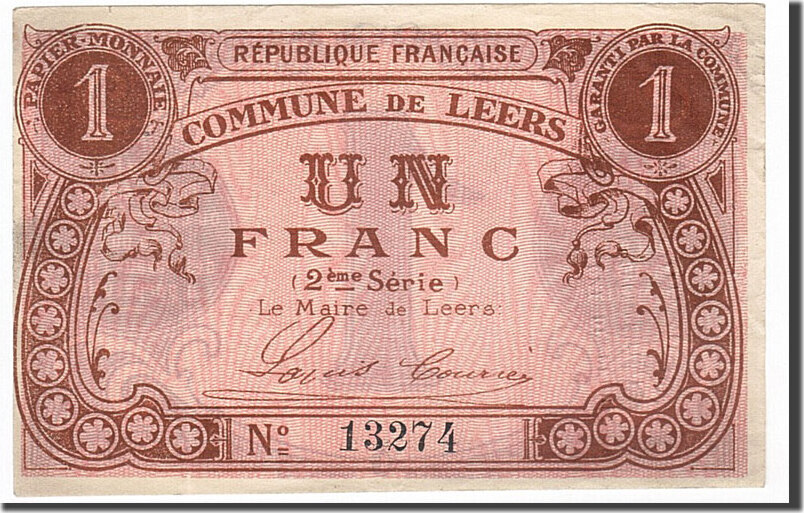 PAPIER-MONNAIE
1
RÉPUBLIQUE FRANÇAISE
GARANTI PAR LA COMMUNE
1
COMMUNE DE LEERS
UN
FRANC
(2ème Série)
Le Maire de Leers
Louis Courrie
Nº 13274